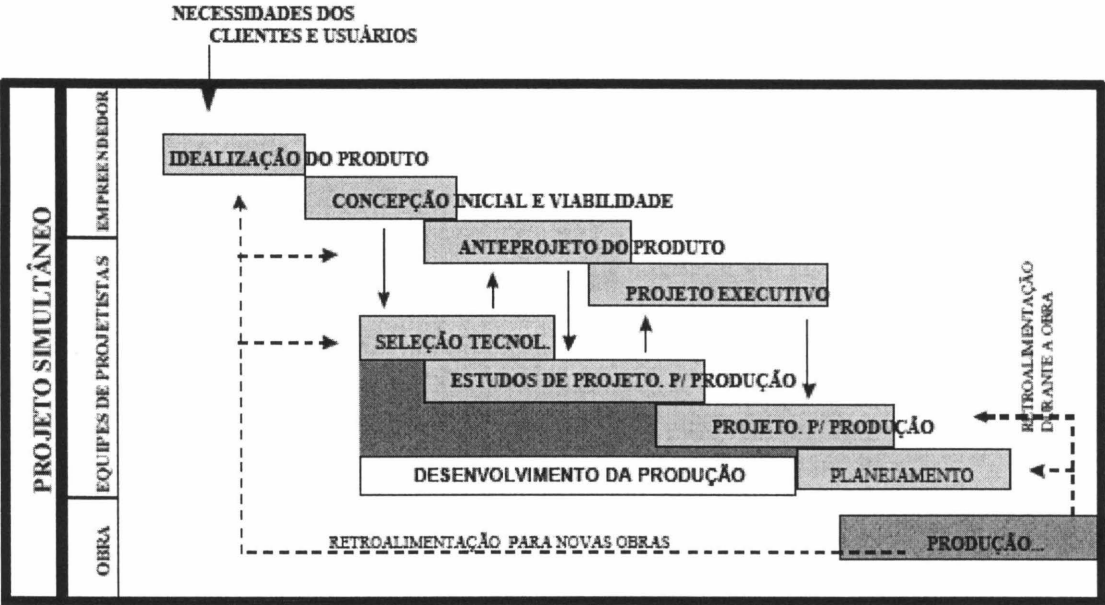 NECESSIDADES DOS
CLIENTES E USUÁRIOS
PROJETO SIMULTÂNEO
EMPREENDEDOR
IDEALIZAÇÃO DO PRODUTO
CONCEPÇÃO INICIAL E VIABILIDADE
ANTEPROJETO DO PRODUTO
PROJETO EXECUTIVO
EQUIPES DE PROJETISTAS
SELEÇÃO TECNOL.
ESTUDOS DE PROJETO. P/ PRODUÇÃO
PROJETO. P/ PRODUÇÃO
DESENVOLVIMENTO DA PRODUÇÃO
PLANEJAMENTO
RETROALIMENTAÇÃO
DURANTE A OBRA
OBRA
RETROALIMENTAÇÃO PARA NOVAS OBRAS
PRODUÇÃO...